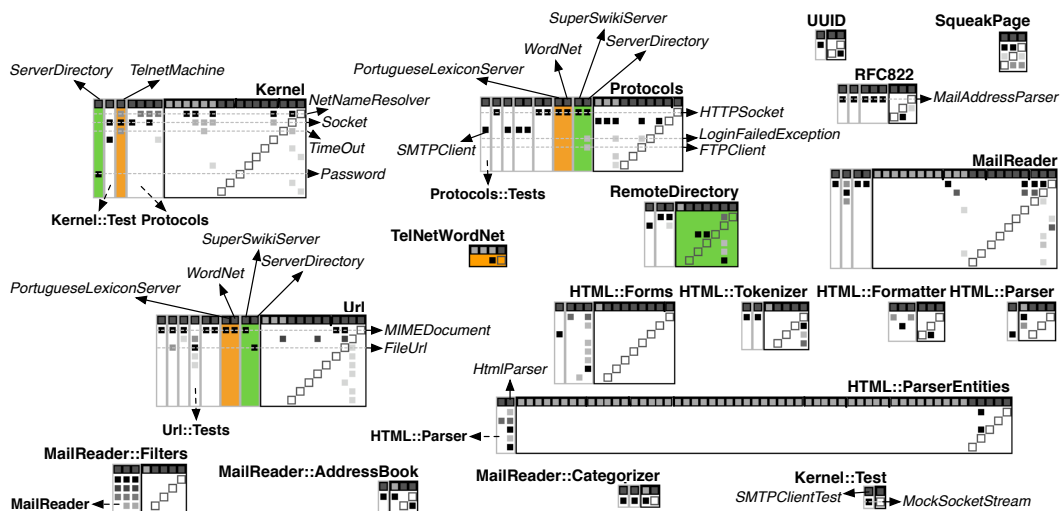 UUID
SqueakPage
SuperSwikiServer
WordNet
ServerDirectory
PortugueseLexiconServer
ServerDirectory
TelnetMachine
Kernel
Protocols
RFC822
NetNameResolver
HTTPSocket
MailAddressParser
Socket
TimeOut
SMTPClient
LoginFailedException
FTPClient
Password
MailReader
Kernel::Test Protocols
Protocols::Tests
RemoteDirectory
TelNetWordNet
SuperSwikiServer
WordNet
ServerDirectory
PortugueseLexiconServer
Url
HTML::Forms
HTML::Tokenizer
HTML::Formatter
HTML::Parser
MIMEDocument
FileUrl
HtmlParser
HTML::ParserEntities
Url::Tests
HTML::Parser
MailReader::Filters
MailReader::AddressBook
MailReader::Categorizer
Kernel::Test
SMTPClientTest
MailReader
MockSocketStream